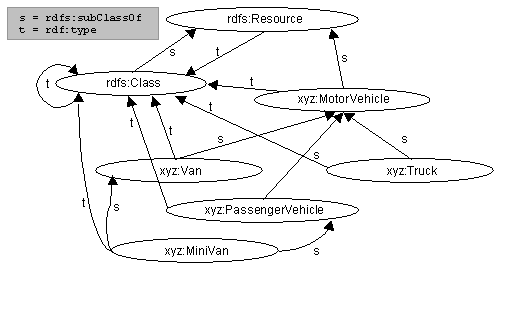 s = rdfs:subClassOf
t = rdf:type
rdfs:Resource
s
t
s
rdfs:Class
t
t
xyz:MotorVehicle
t
t
t
s
s
s
xyz:Van
xyz:Truck
t
s
xyz:PassengerVehicle
xyz:MiniVan
s